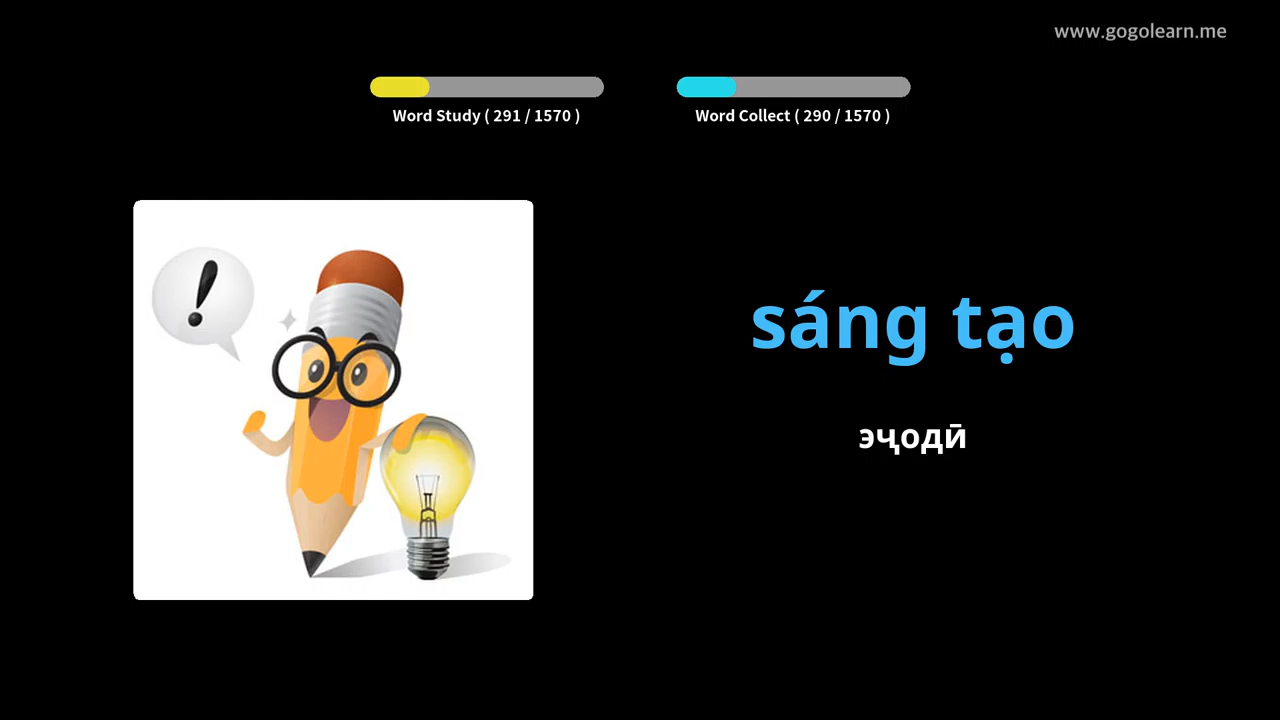 www.gogolearn.me
Word Study ( 291 / 1570 )
Word Collect ( 290 / 1570 )
!
sáng tạo
эҷодӣ